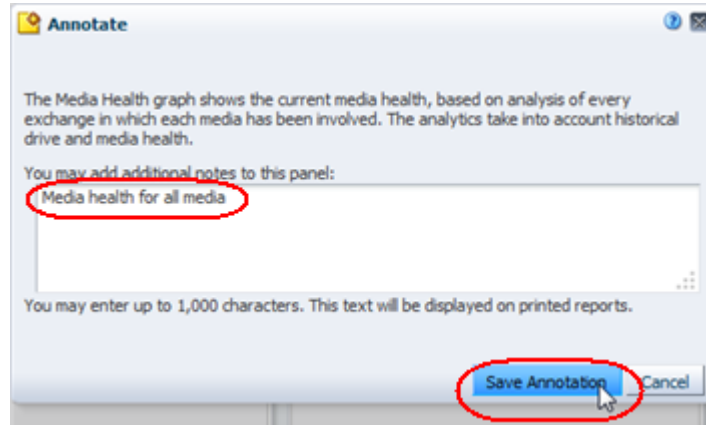 Annotate
The Media Health graph shows the current media health, based on analysis of every
exchange in which each media has been involved. The analytics take into account historical
drive and media health.
You may add additional notes to this panel:
Media health for all media
You may enter up to 1,000 characters. This text will be displayed on printed reports.
Save Annotation Cancel